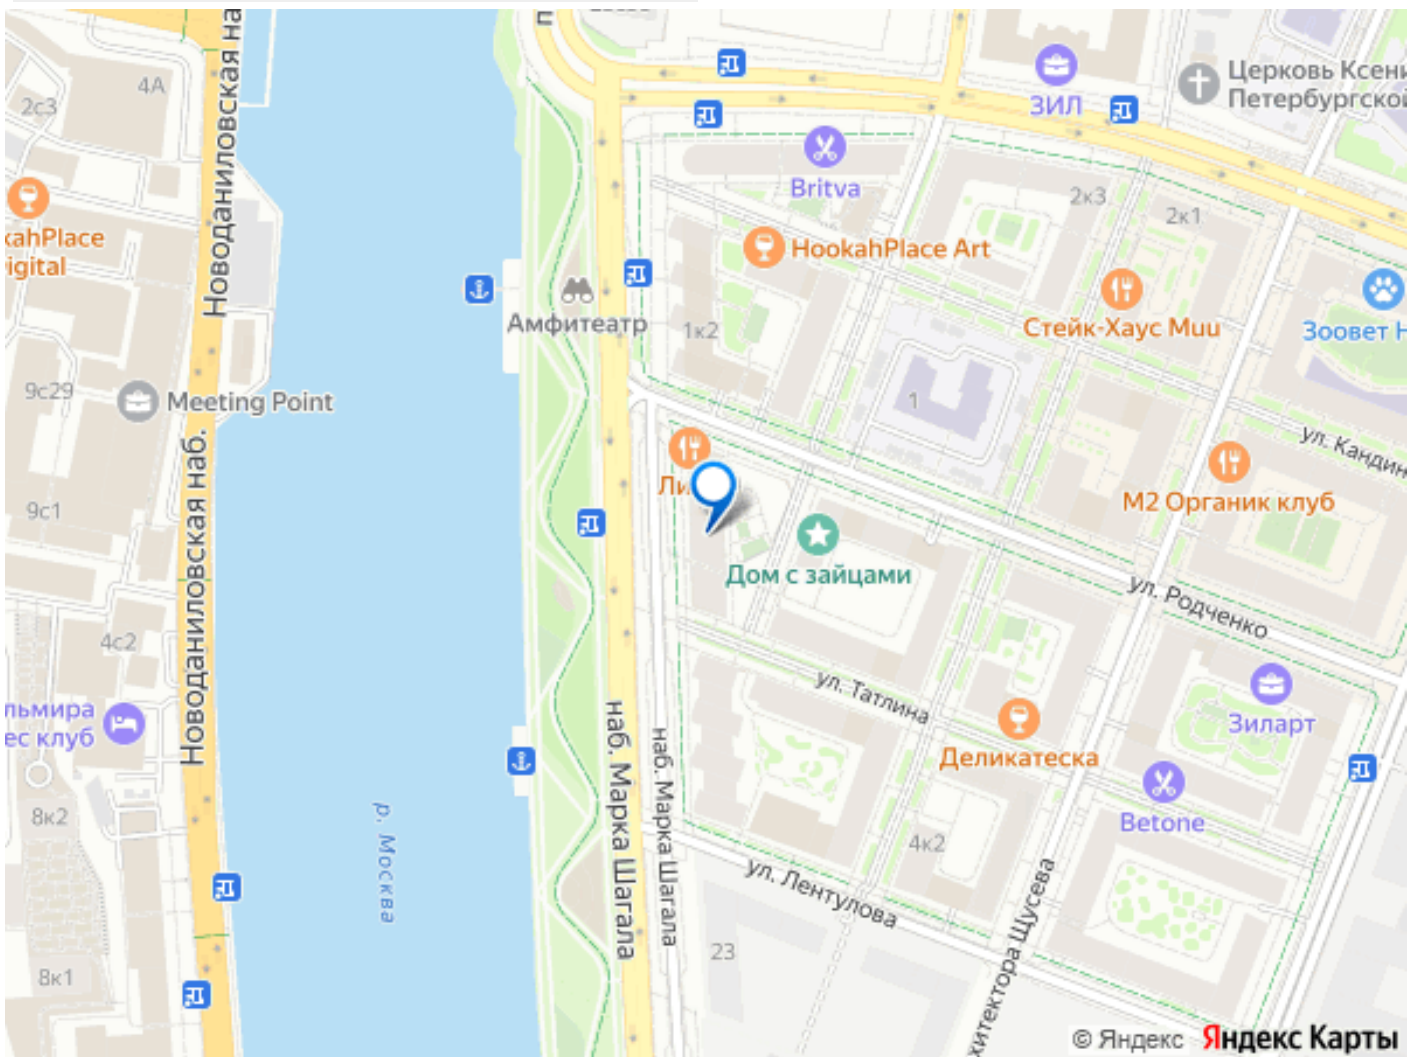 2с3
4А
Новоданиловская на
ЗИЛ
Церковь Ксени
Петербургской
Britva
2к3
2к1
kahPlace
igital
HookahPlace Art
Амфитеатр
1к2
Стейк-Хаус Muu
Зоовет Н
9с29
Meeting Point
1
ул. Кандин
Ли
М2 Органик клуб
9с1
Новоданиловская наб.
Дом с зайцами
ул. Родченко
4с2
ул. Татлина
льмира
ес клуб
Зиларт
Деликатеска
наб. Марка Шагала
наб. Марка Шагала
8к2
р. Москва
Betone
4к2
ул. Лентулова
хитектора Щусева
23
8к1
© Яндекс Яндекс Карты